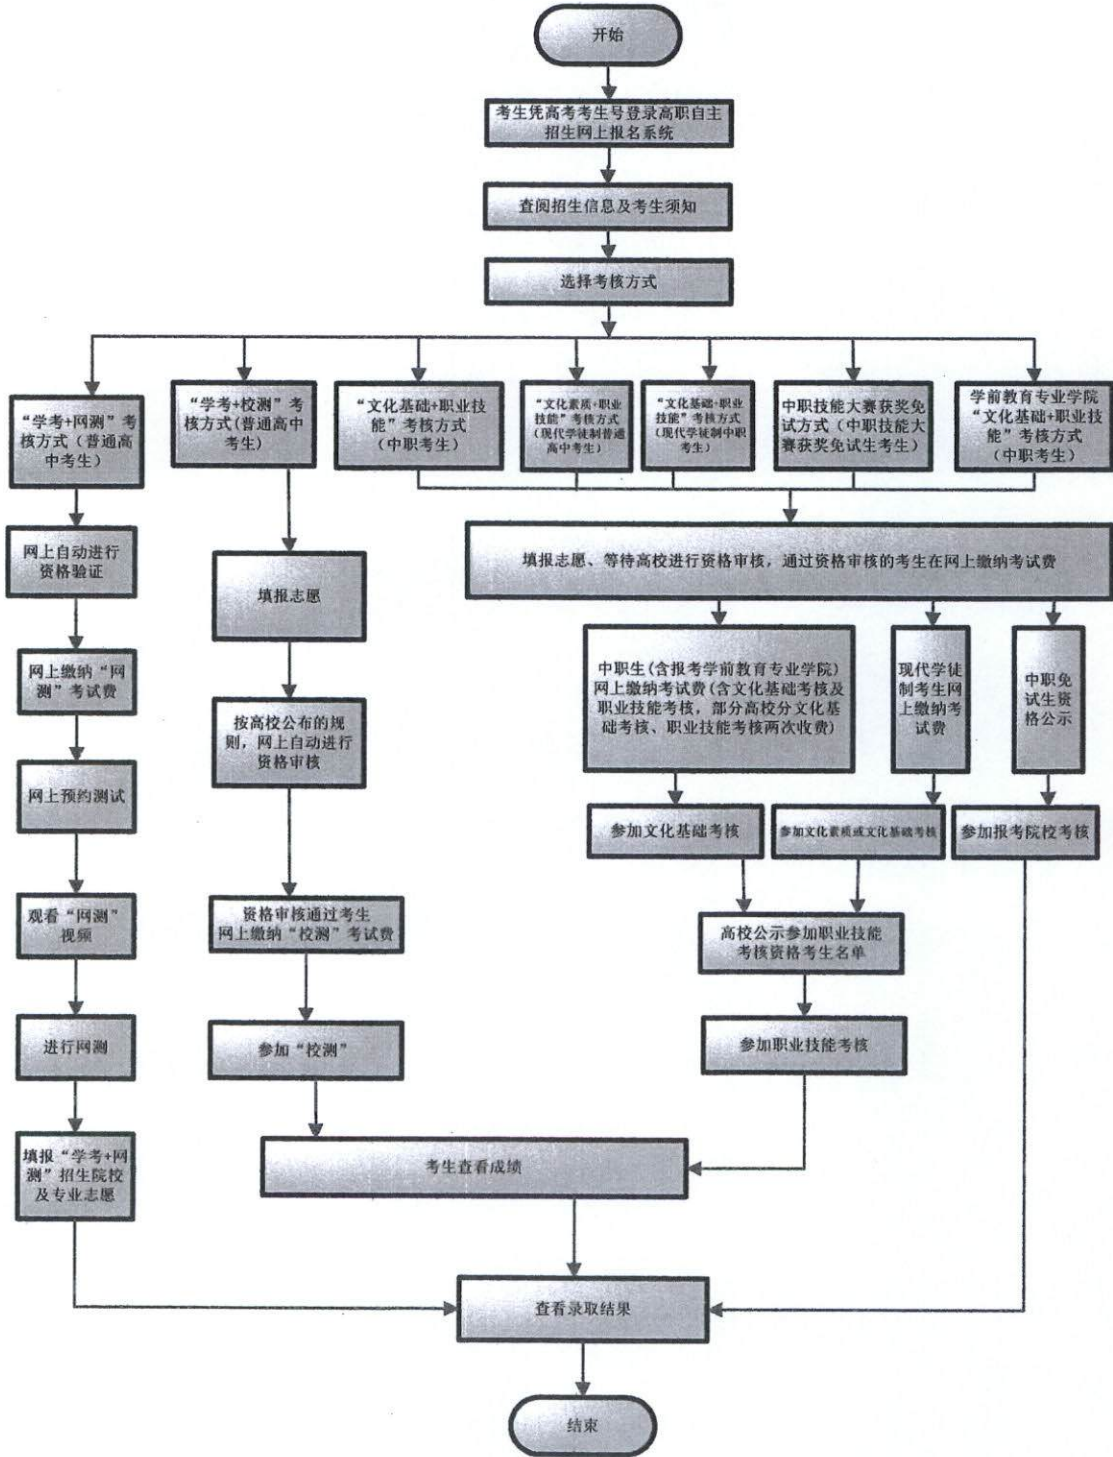 开始
考生凭高考考生号登录高职自主
招生网上报名系统
查阅招生信息及考生须知
选择考核方式
“学考+网测”考
核方式（普通高
中考生）
“学考+校测”考
核方式(普通高中
考生)
“文化基础+职业技
能”考核方式
（中职考生）
“文化素质+职业
技能”考核方式
（现代学徒制普通
高中考生）
“文化基础+职业
技能”考核方式
（现代学徒制中职
考生）
中职技能大赛获奖免
试方式（中职技能大
赛获奖免试生考生）
学前教育专业学院
“文化基础+职业技
能”考核方式
（中职考生）
网上自动进行
资格验证
填报志愿
填报志愿、等待高校进行资格审核，通过资格审核的考生在网上缴纳考试费
网上缴纳“网
测”考试费
按高校公布的规
则，网上自动进行
资格审核
中职生(含报考学前教育专业学院)
网上缴纳考试费(含文化基础考核及
职业技能考核，部分高校分文化基
础考核、职业技能考核两次收费)
现代学徒
制考生网
上缴纳考
试费
中职免
试生资
格公示
网上预约测试
参加文化基础考核
参加文化素质或文化基础考核
参加报考院校考核
观看“网测”
视频
资格审核通过考生
网上缴纳“校测”考试费
高校公示参加职业技能
考核资格考生名单
进行网测
参加“校测”
参加职业技能考核
填报“学考+网
测”招生院校
及专业志愿
考生查看成绩
查看录取结果
结束